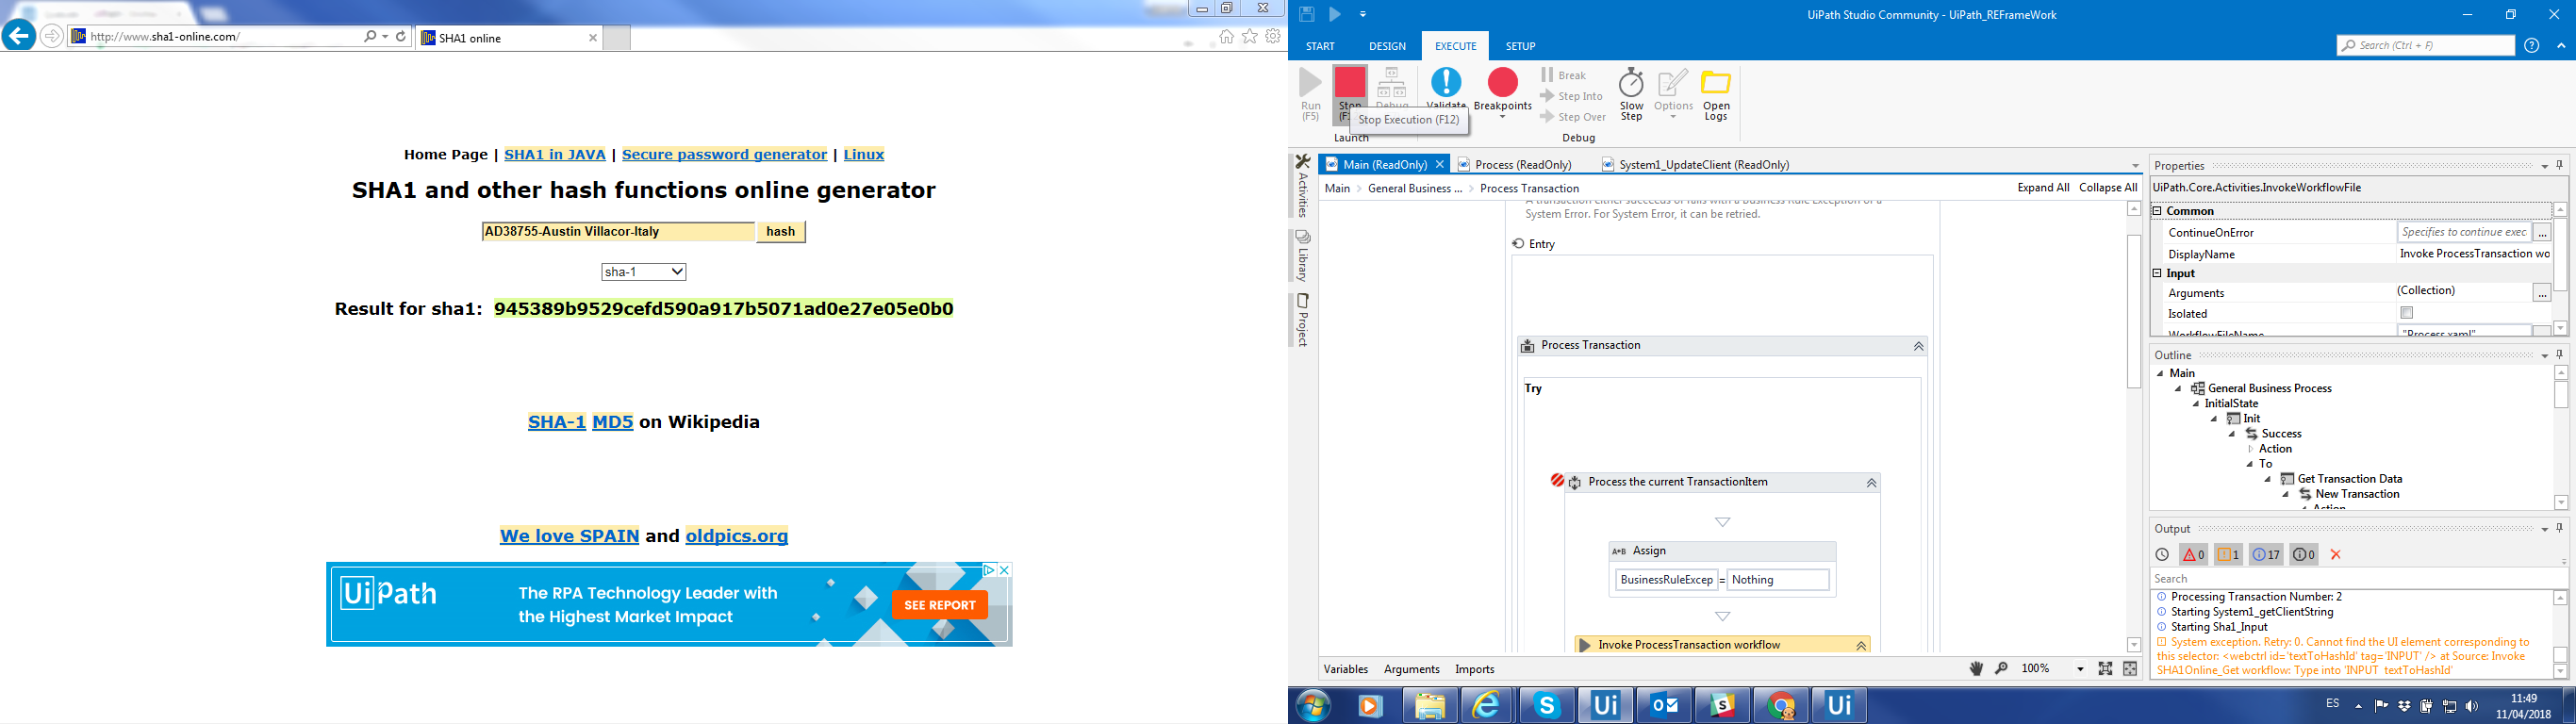 http://www.sha1-online.com/
SHA1 online
Home Page | SHA1 in JAVA | Secure password generator | Linux
SHA1 and other hash functions online generator
AD38755-Austin Villacor-Italy
hash
sha-1
Result for sha1: 945389b9529cefd590a917b5071ad0e27e05e0b0
SHA-1 MD5 on Wikipedia
We love SPAIN and oldpics.org
UiPath
The RPA Technology Leader with
the Highest Market Impact
SEE REPORT
UiPath Studio Community - UiPath_REFrameWork
START DESIGN EXECUTE SETUP
Search (Ctrl + F)
Run
(F5)
Stop
Debug
Validate
Breakpoints
Break
Step Into
Step Over
Slow
Step
Options
Open
Logs
Stop Execution (F12)
Launch
Debug
Activities
Library
Project
Main (ReadOnly)
Process (ReadOnly)
System1_UpdateClient (ReadOnly)
Main > General Business ... > Process Transaction
Expand All Collapse All
A transaction either succeeds or fails with a Business Rule Exception or a
System Error. For System Error, it can be retried.
Entry
Process Transaction
Try
Process the current TransactionItem
A+B Assign
BusinessRuleExcep = Nothing
Invoke ProcessTransaction workflow
Variables Arguments Imports
100%
Properties
UiPath.Core.Activities.InvokeWorkflowFile
Common
ContinueOnError Specifies to continue exec ...
DisplayName Invoke ProcessTransaction wo
Input
Arguments (Collection) ...
Isolated
WorkflowFileName "Process.xaml"
Outline
Main
General Business Process
InitialState
Init
Success
Action
To
Get Transaction Data
New Transaction
Action
Output
0 1 17 0
Search
Processing Transaction Number: 2
Starting System1_getClientString
Starting Sha1_Input
System exception. Retry: 0. Cannot find the UI element corresponding to
this selector: <webctrl id='textToHashId' tag='INPUT' /> at Source: Invoke
SHA1Online_Get workflow: Type into 'INPUT textToHashId'
ES
11:49
11/04/2018